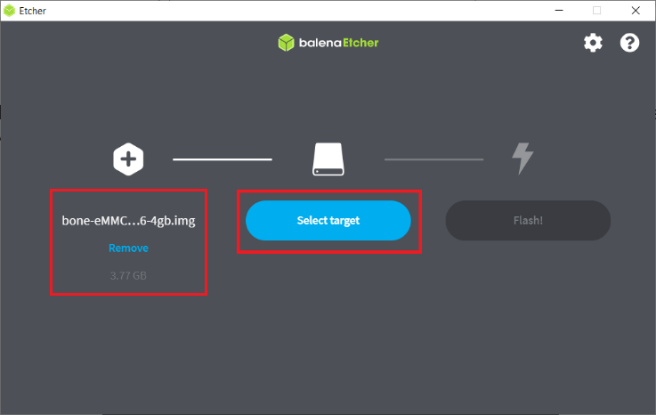 Etcher
balenaEtcher
bone-eMMC...6-4gb.img
Select target
Flash!
Remove
3.77 GB